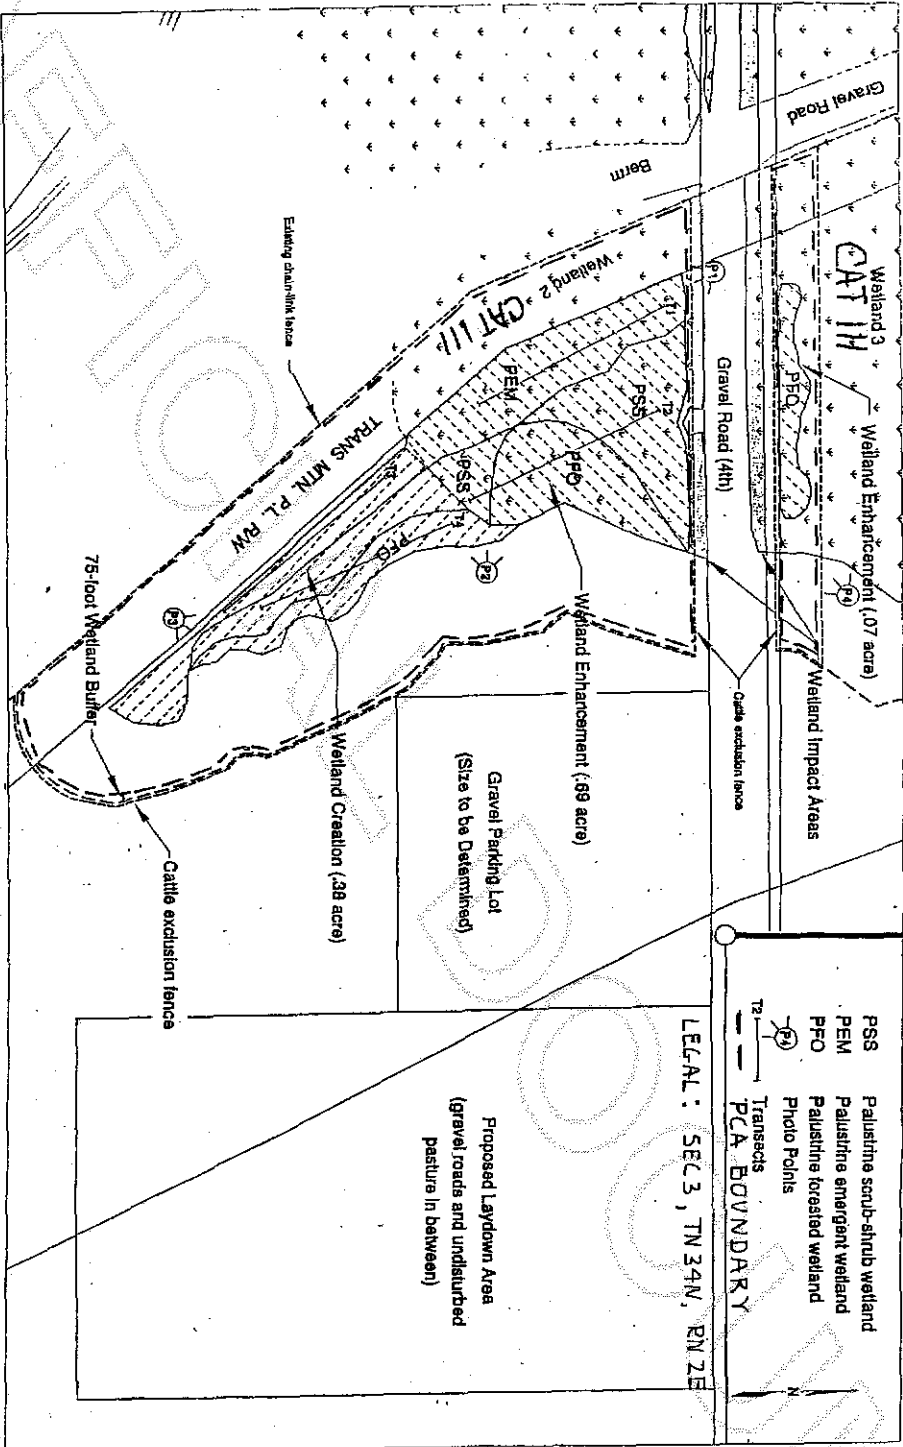 Gravel Road
Berm
Wetland 3
CAT III
Wetland Enhancement (.07 acre)
PFO
P4
Wetland Impact Areas
P1
Gravel Road (4th)
Cattle exclusion fence
Wetland 2
CAT III
T1
PEM
PSS
T2
PFO
PSS
T3
T4
PFO
P2
P3
Wetland Enhancement (.69 acre)
Existing chain-link fence
TRANS MTN. P.L. R/W
75-foot Wetland Buffer
Wetland Creation (.38 acre)
Cattle exclusion fence
Gravel Parking Lot
(Size to be Determined)
Proposed Laydown Area
(gravel roads and undisturbed
pasture in between)
LEGAL: SEC 3, TN 34N, RN 2E
PSS Palustrine scrub-shrub wetland
PEM Palustrine emergent wetland
PFO Palustrine forested wetland
P4 Photo Points
T2 Transects
PCA BOUNDARY
N